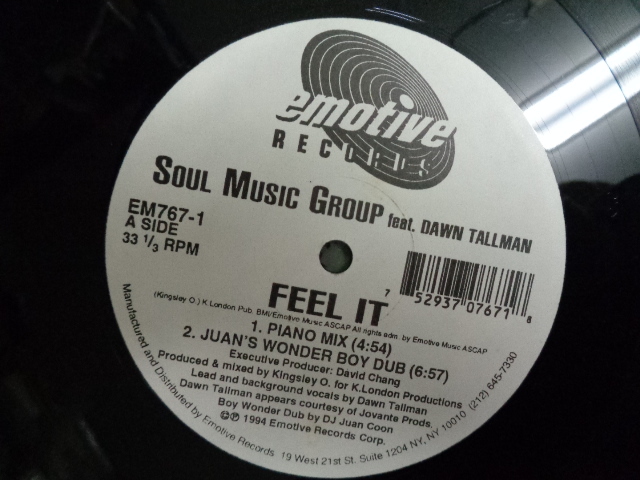 emotive
RECORDS
SOUL MUSIC GROUP feat. DAWN TALLMAN
EM767-1
A SIDE
33 1/3 RPM
7 52937 07671 8
FEEL IT
(Kingsley O.) K.London Pub. BMI/Emotive Music ASCAP All rights adm. by Emotive Music ASCAP
1. PIANO MIX (4:54)
2. JUAN'S WONDER BOY DUB (6:57)
Executive Producer: David Chang
Produced & mixed by Kingsley O. for K.London Productions
Lead and background vocals by Dawn Tallman
Dawn Tallman appears courtesy of Jovante Prods.
Boy Wonder Dub by DJ Juan Coon
©℗ 1994 Emotive Records Corp.
Manufactured and Distributed by Emotive Records 19 West 21st St. Suite 1204 NY, NY 10010 (212) 645-7330